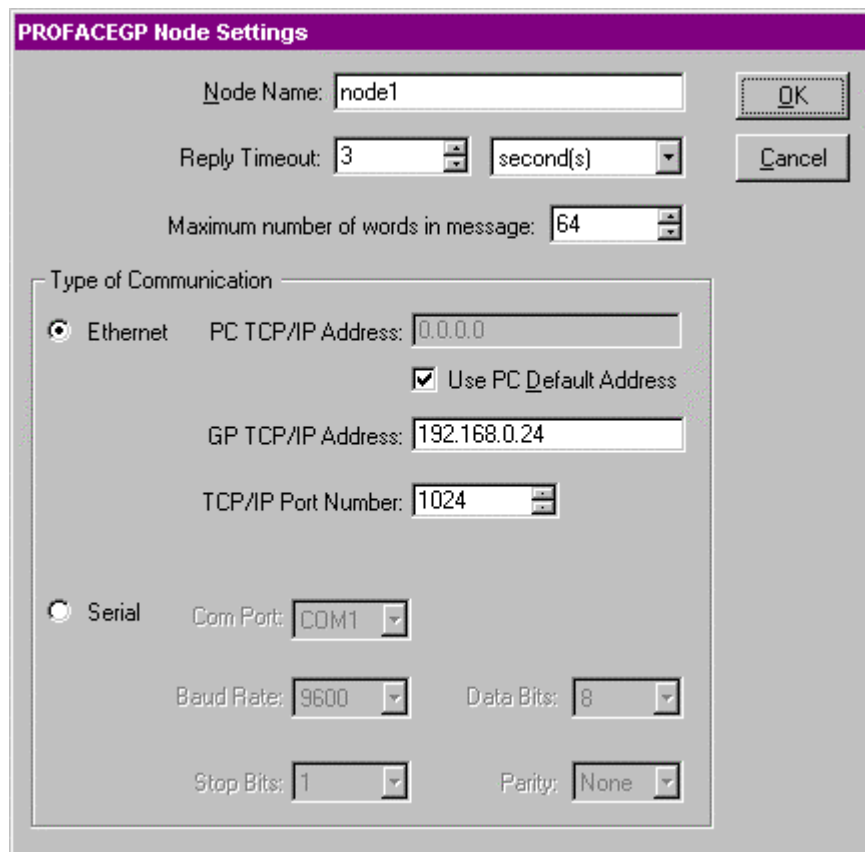 PROFACEGP Node Settings
Node Name: node1 OK
Reply Timeout: 3 second(s) Cancel
Maximum number of words in message: 64
Type of Communication
Ethernet PC TCP/IP Address: 0.0.0.0
Use PC Default Address
GP TCP/IP Address: 192.168.0.24
TCP/IP Port Number: 1024
Serial Com Port: COM1
Baud Rate: 9600 Data Bits: 8
Stop Bits: 1 Parity: None